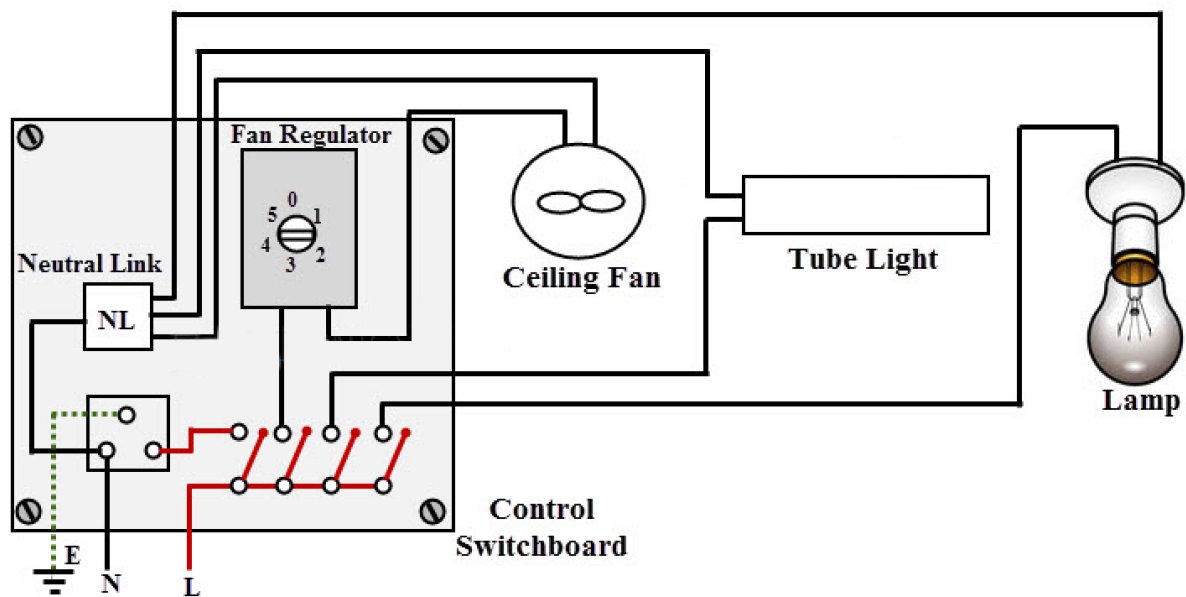 Fan Regulator
0
5 1
4 2
3
Neutral Link
NL
Ceiling Fan
Tube Light
Lamp
Control
Switchboard
E
N
L